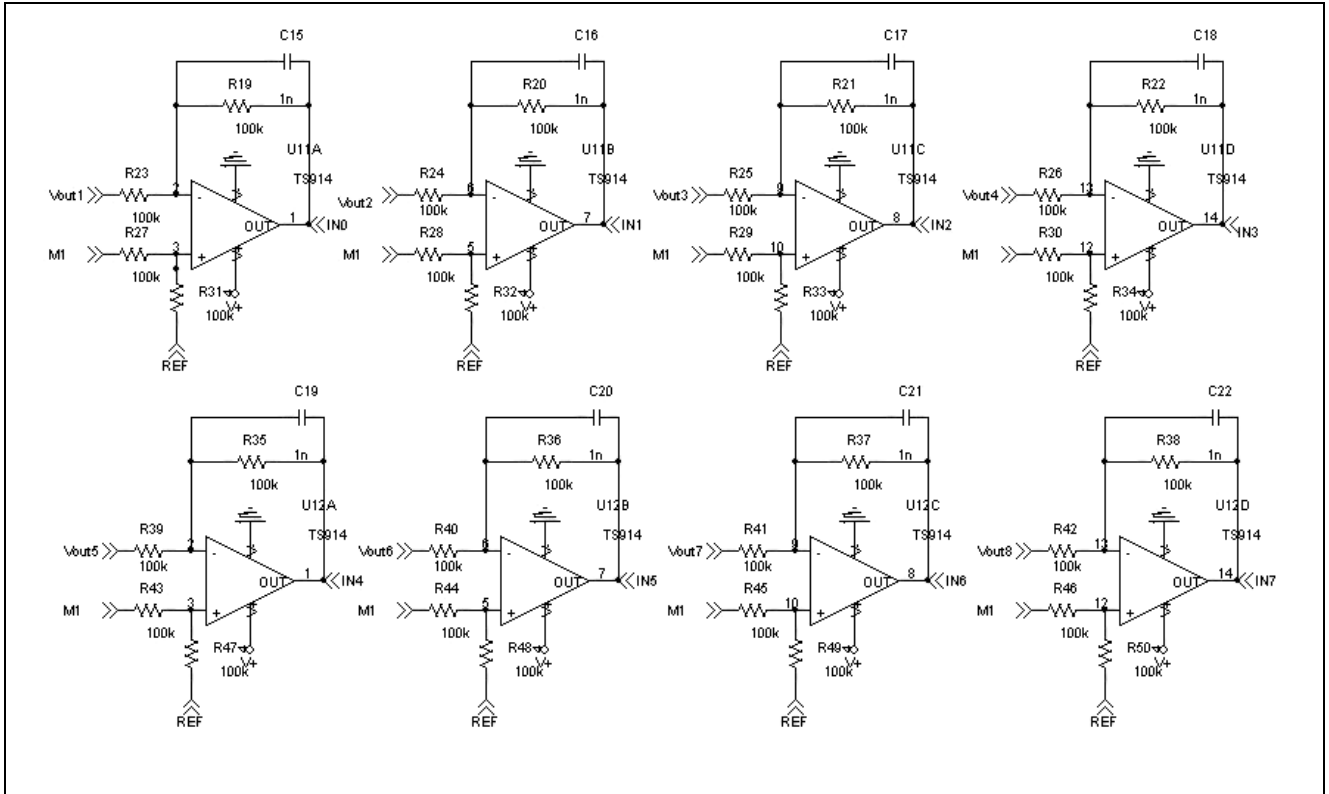 C15 C16 C17 C18
R19 R20 R21 R22
1n 1n 1n 1n
100k 100k 100k 100k
U11A U11B U11C U11D
R23 R24 R25 R26
TS914 TS914 TS914 TS914
Vout1 2 Vout2 6 Vout3 9 Vout4 13
100k - 100k - 100k - 100k -
R27 OUT 1 IN0 R28 OUT 7 IN1 R29 OUT 8 IN2 R30 OUT 14 IN3
M1 3 + M1 5 + M1 10 + M1 12 +
100k 100k 100k 100k
R31 R32 R33 R34
V+ V+ V+ V+
100k 100k 100k 100k
REF REF REF REF
C19 C20 C21 C22
R35 R36 R37 R38
1n 1n 1n 1n
100k 100k 100k 100k
U12A U12B U12C U12D
R39 R40 R41 R42
TS914 TS914 TS914 TS914
Vout5 2 Vout6 6 Vout7 9 Vout8 13
100k - 100k - 100k - 100k -
R43 OUT 1 IN4 R44 OUT 7 IN5 R45 OUT 8 IN6 R46 OUT 14 IN7
M1 3 + M1 5 + M1 10 + M1 12 +
100k 100k 100k 100k
R47 R48 R49 R50
V+ V+ V+ V+
100k 100k 100k 100k
REF REF REF REF